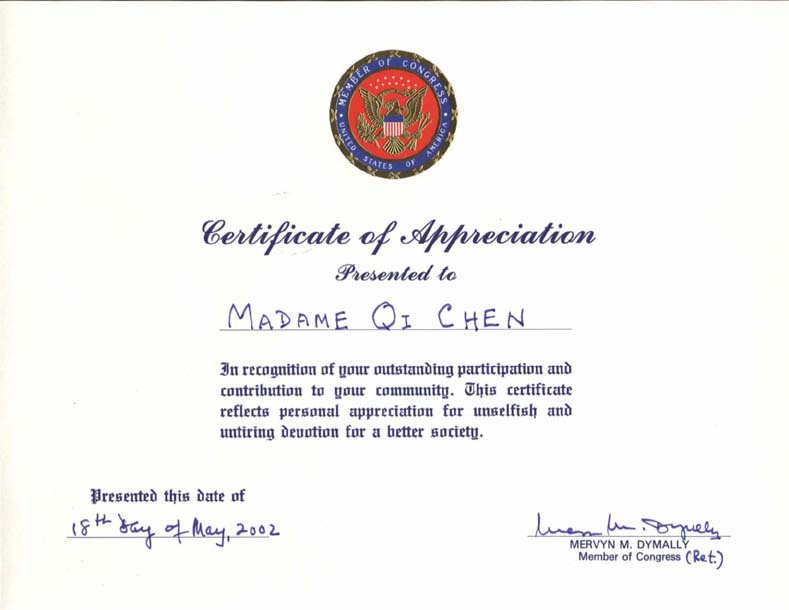 MEMBER OF CONGRESS
UNITED STATES OF AMERICA
Certificate of Appreciation
Presented to
MADAME QI CHEN
In recognition of your outstanding participation and
contribution to your community. This certificate
reflects personal appreciation for unselfish and
untiring devotion for a better society.
Presented this date of
18th Day of May, 2002
Mervyn M. Dymally
MERVYN M. DYMALLY
Member of Congress (Ret.)